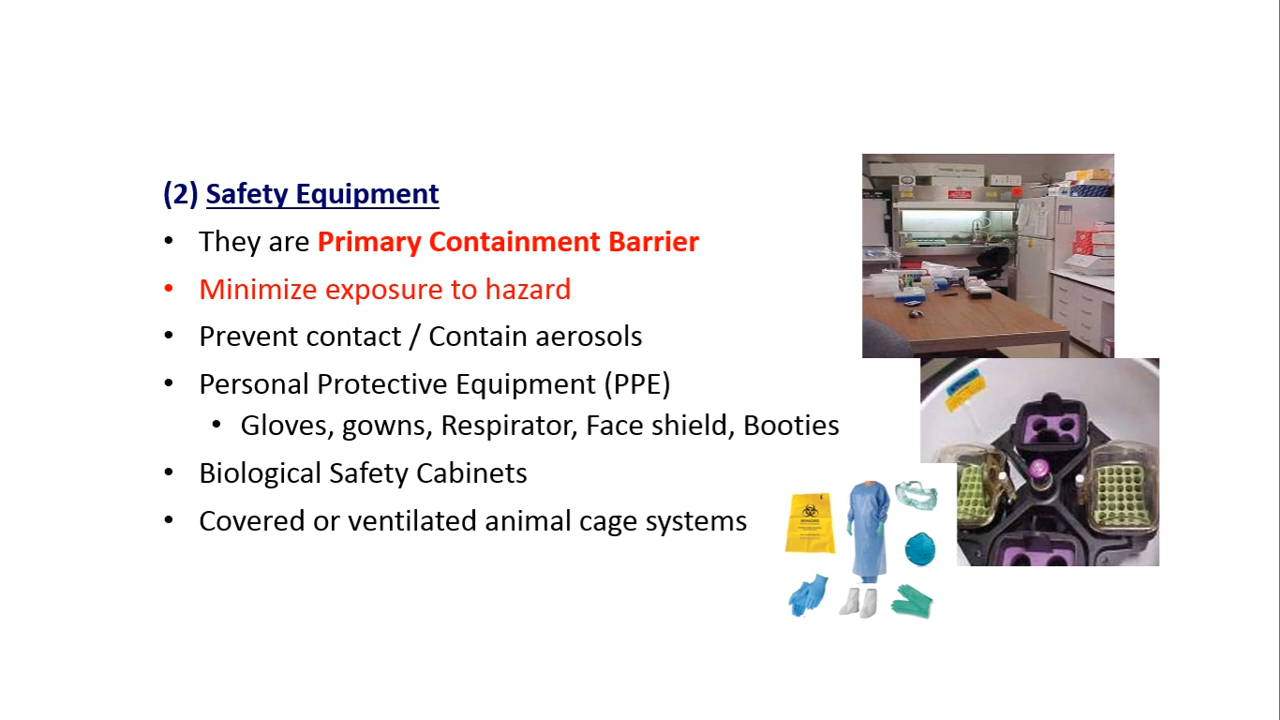 (2) Safety Equipment
• They are Primary Containment Barrier
• Minimize exposure to hazard
• Prevent contact / Contain aerosols
• Personal Protective Equipment (PPE)
• Gloves, gowns, Respirator, Face shield, Booties
• Biological Safety Cabinets
• Covered or ventilated animal cage systems